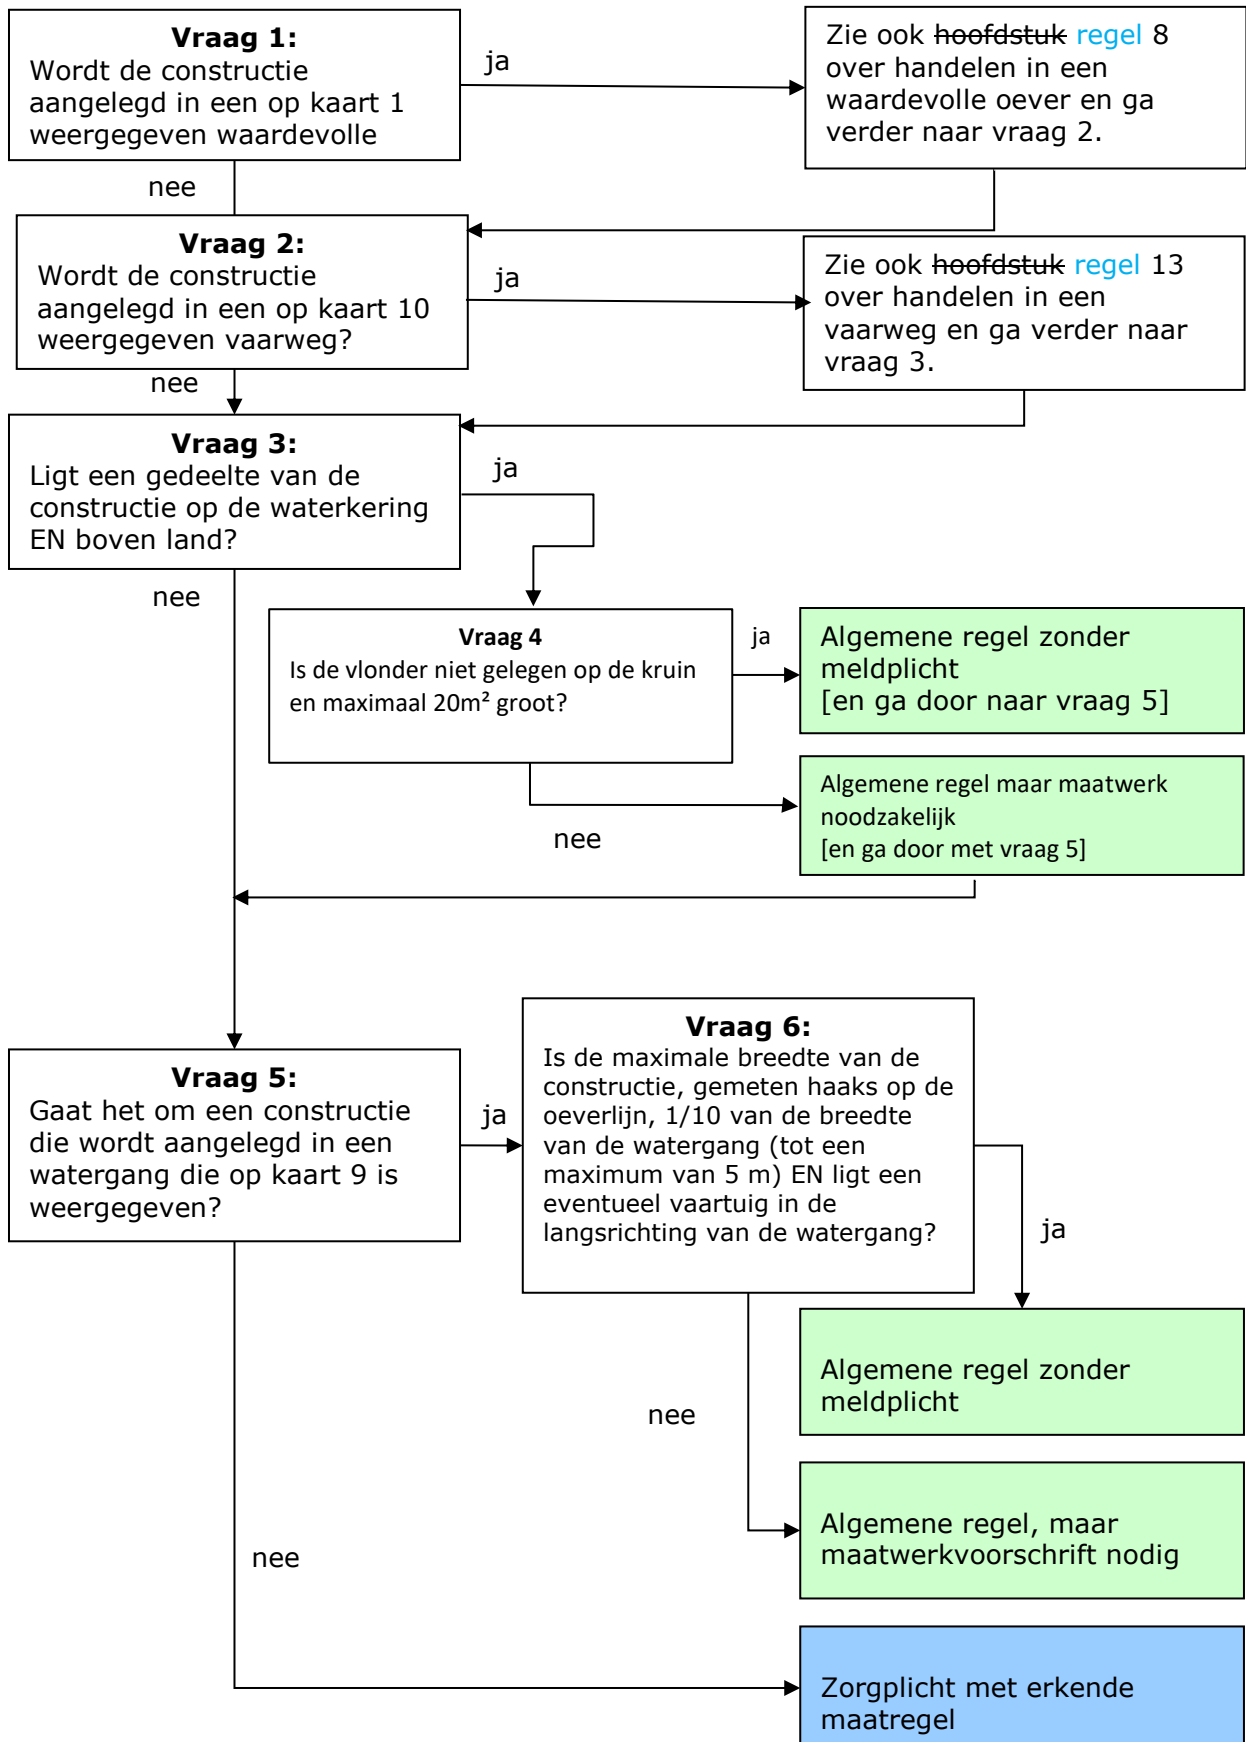 Vraag 1:
Wordt de constructie
aangelegd in een op kaart 1
weergegeven waardevolle
ja
Zie ook hoofdstuk regel 8
over handelen in een
waardevolle oever en ga
verder naar vraag 2.
nee
Vraag 2:
Wordt de constructie
aangelegd in een op kaart 10
weergegeven vaarweg?
ja
Zie ook hoofdstuk regel 13
over handelen in een
vaarweg en ga verder naar
vraag 3.
nee
Vraag 3:
Ligt een gedeelte van de
constructie op de waterkering
EN boven land?
ja
nee
Vraag 4
Is de vlonder niet gelegen op de kruin
en maximaal 20m² groot?
ja
Algemene regel zonder
meldplicht
[en ga door naar vraag 5]
nee
Algemene regel maar maatwerk
noodzakelijk
[en ga door met vraag 5]
Vraag 5:
Gaat het om een constructie
die wordt aangelegd in een
watergang die op kaart 9 is
weergegeven?
ja
Vraag 6:
Is de maximale breedte van de
constructie, gemeten haaks op de
oeverlijn, 1/10 van de breedte
van de watergang (tot een
maximum van 5 m) EN ligt een
eventueel vaartuig in de
langsrichting van de watergang?
ja
Algemene regel zonder
meldplicht
nee
Algemene regel, maar
maatwerkvoorschrift nodig
nee
Zorgplicht met erkende
maatregel